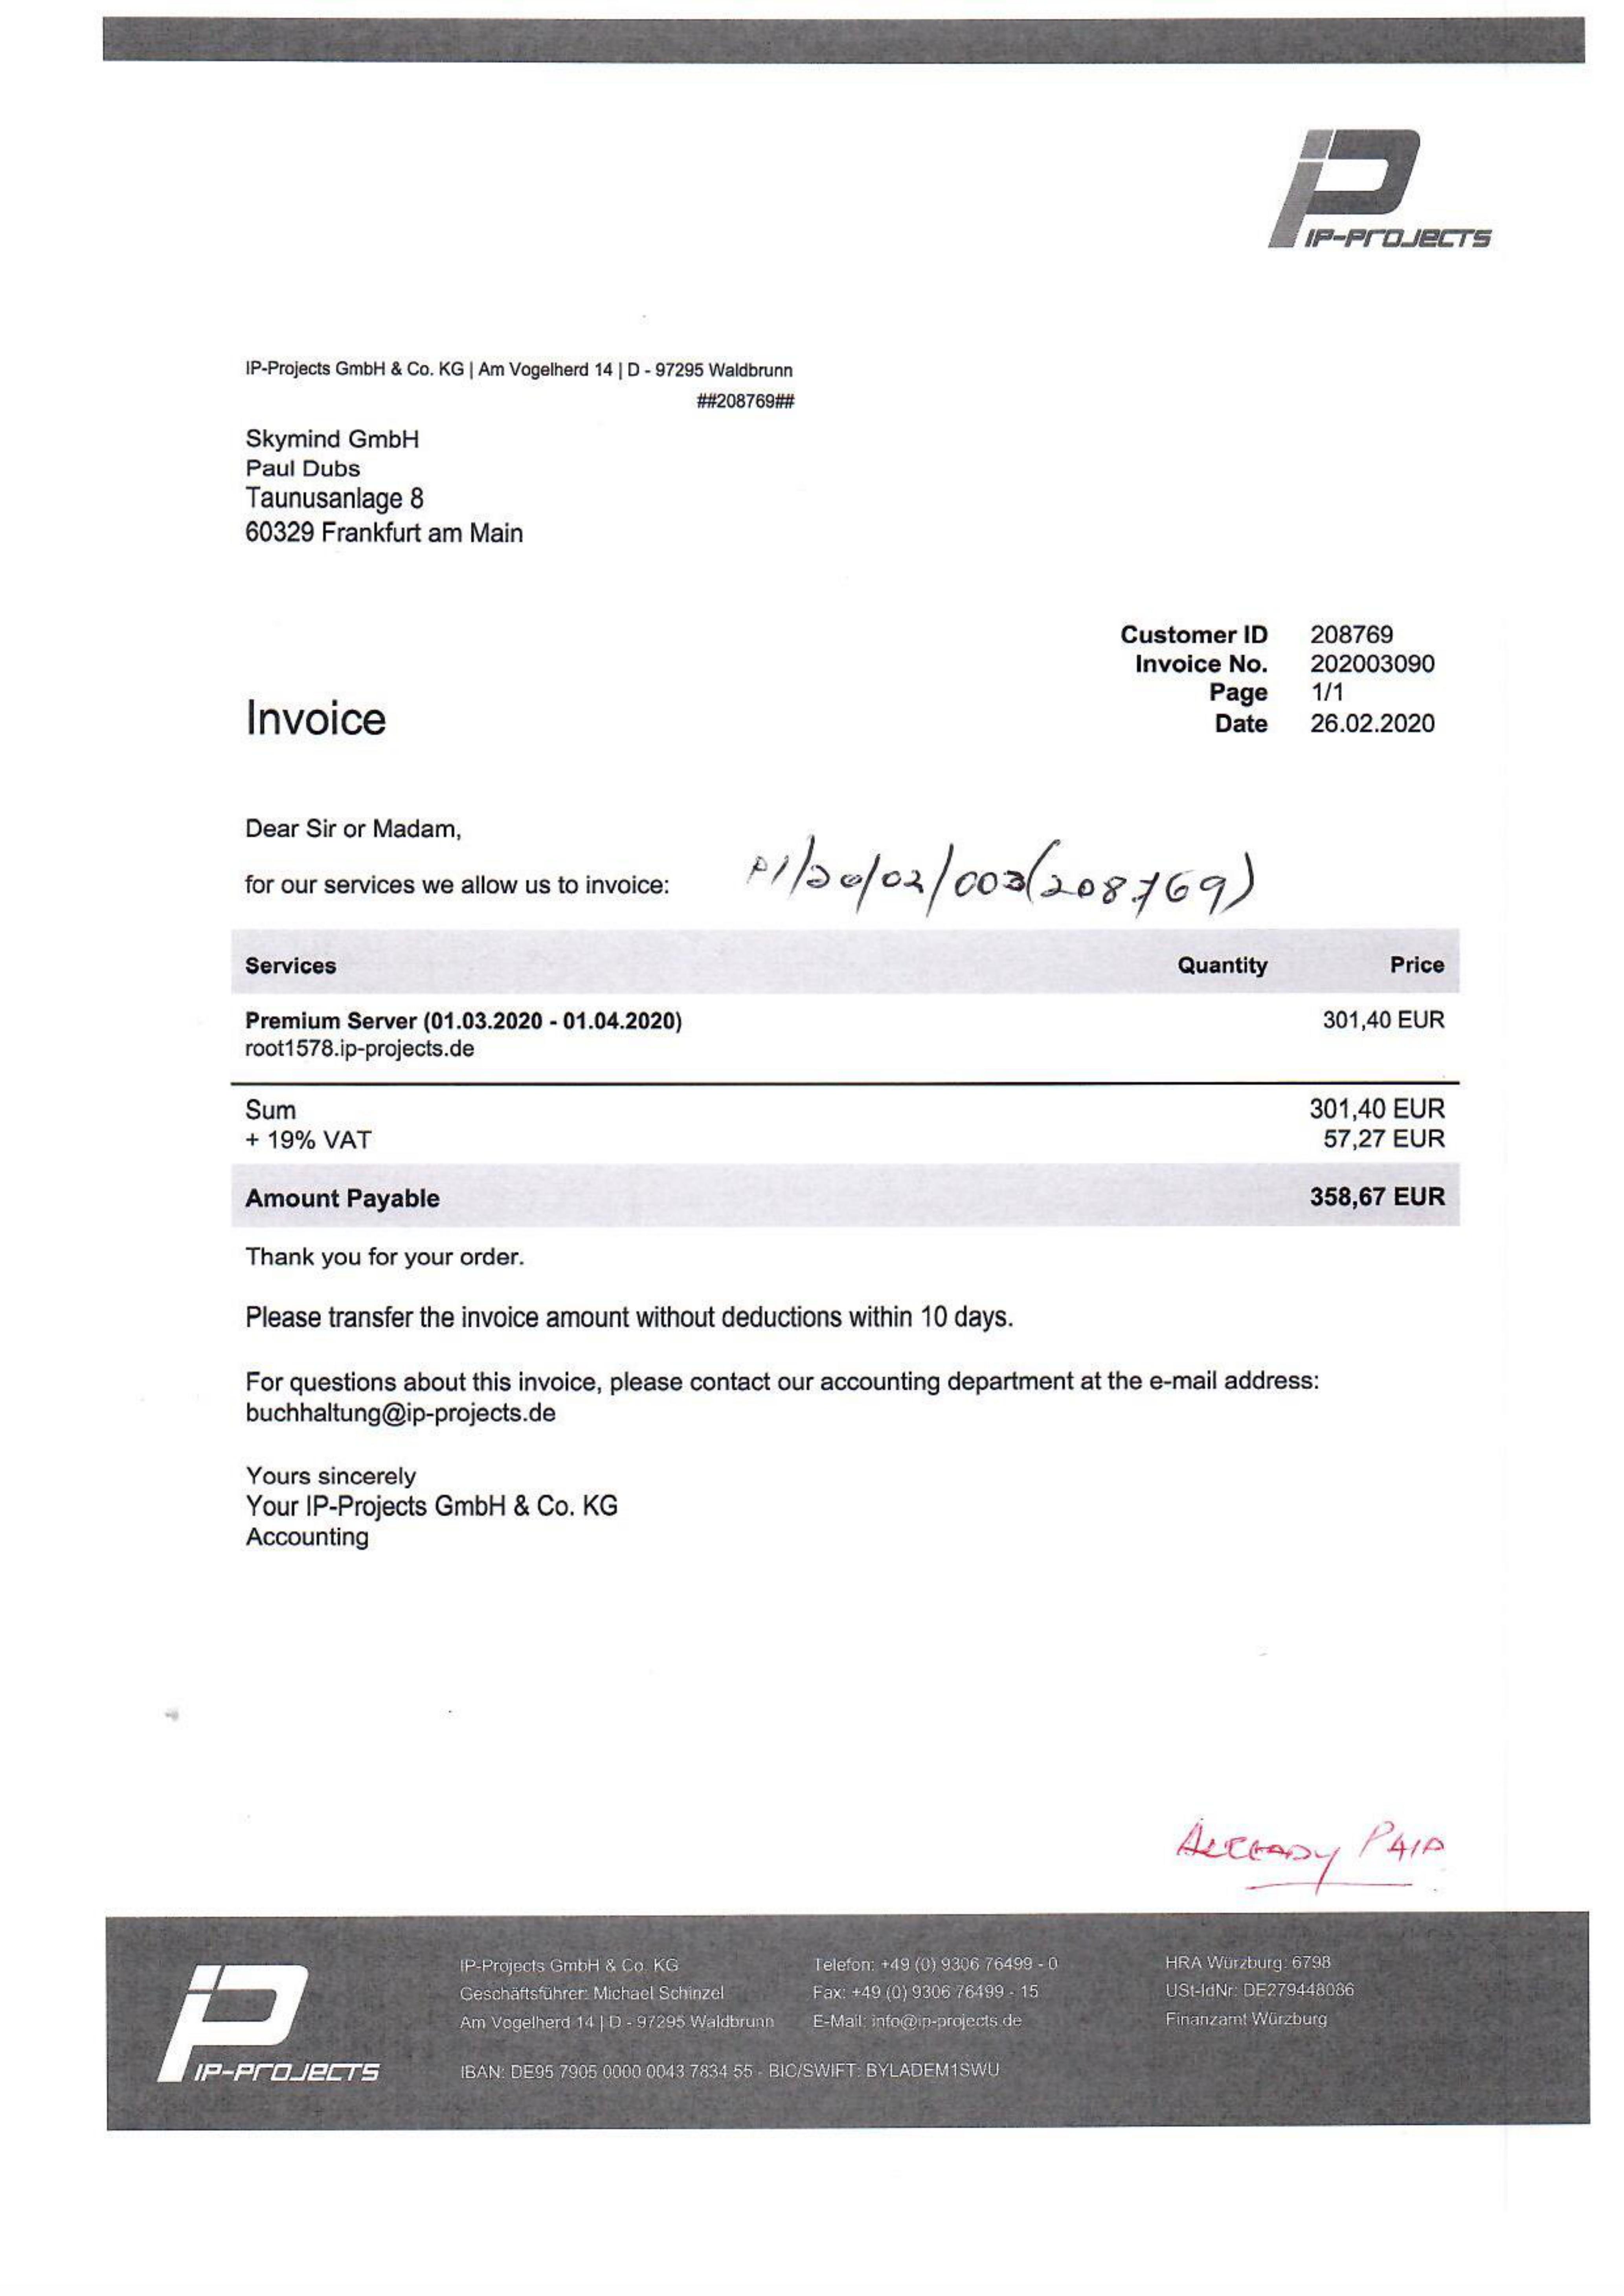 IP-Projects
IP-Projects GmbH & Co. KG | Am Vogelherd 14 | D - 97295 Waldbrunn
##208769##
Skymind GmbH
Paul Dubs
Taunusanlage 8
60329 Frankfurt am Main
Customer ID 208769
Invoice No. 202003090
Page 1/1
Date 26.02.2020
Invoice
Dear Sir or Madam,
for our services we allow us to invoice:
PI/20/02/003(208769)
Services Quantity Price
Premium Server (01.03.2020 - 01.04.2020) 301,40 EUR
root1578.ip-projects.de
Sum 301,40 EUR
+ 19% VAT 57,27 EUR
Amount Payable 358,67 EUR
Thank you for your order.
Please transfer the invoice amount without deductions within 10 days.
For questions about this invoice, please contact our accounting department at the e-mail address:
buchhaltung@ip-projects.de
Yours sincerely
Your IP-Projects GmbH & Co. KG
Accounting
ALREADY PAID
IP-Projects
IP-Projects GmbH & Co. KG Telefon: +49 (0) 9306 76499 - 0 HRA Würzburg: 6798
Geschäftsführer: Michael Schinzel Fax: +49 (0) 9306 76499 - 15 USt-IdNr: DE279448086
Am Vogelherd 14 | D - 97295 Waldbrunn E-Mail: info@ip-projects.de Finanzamt Würzburg
IBAN: DE95 7905 0000 0043 7834 55 - BIC/SWIFT: BYLADEM1SWU